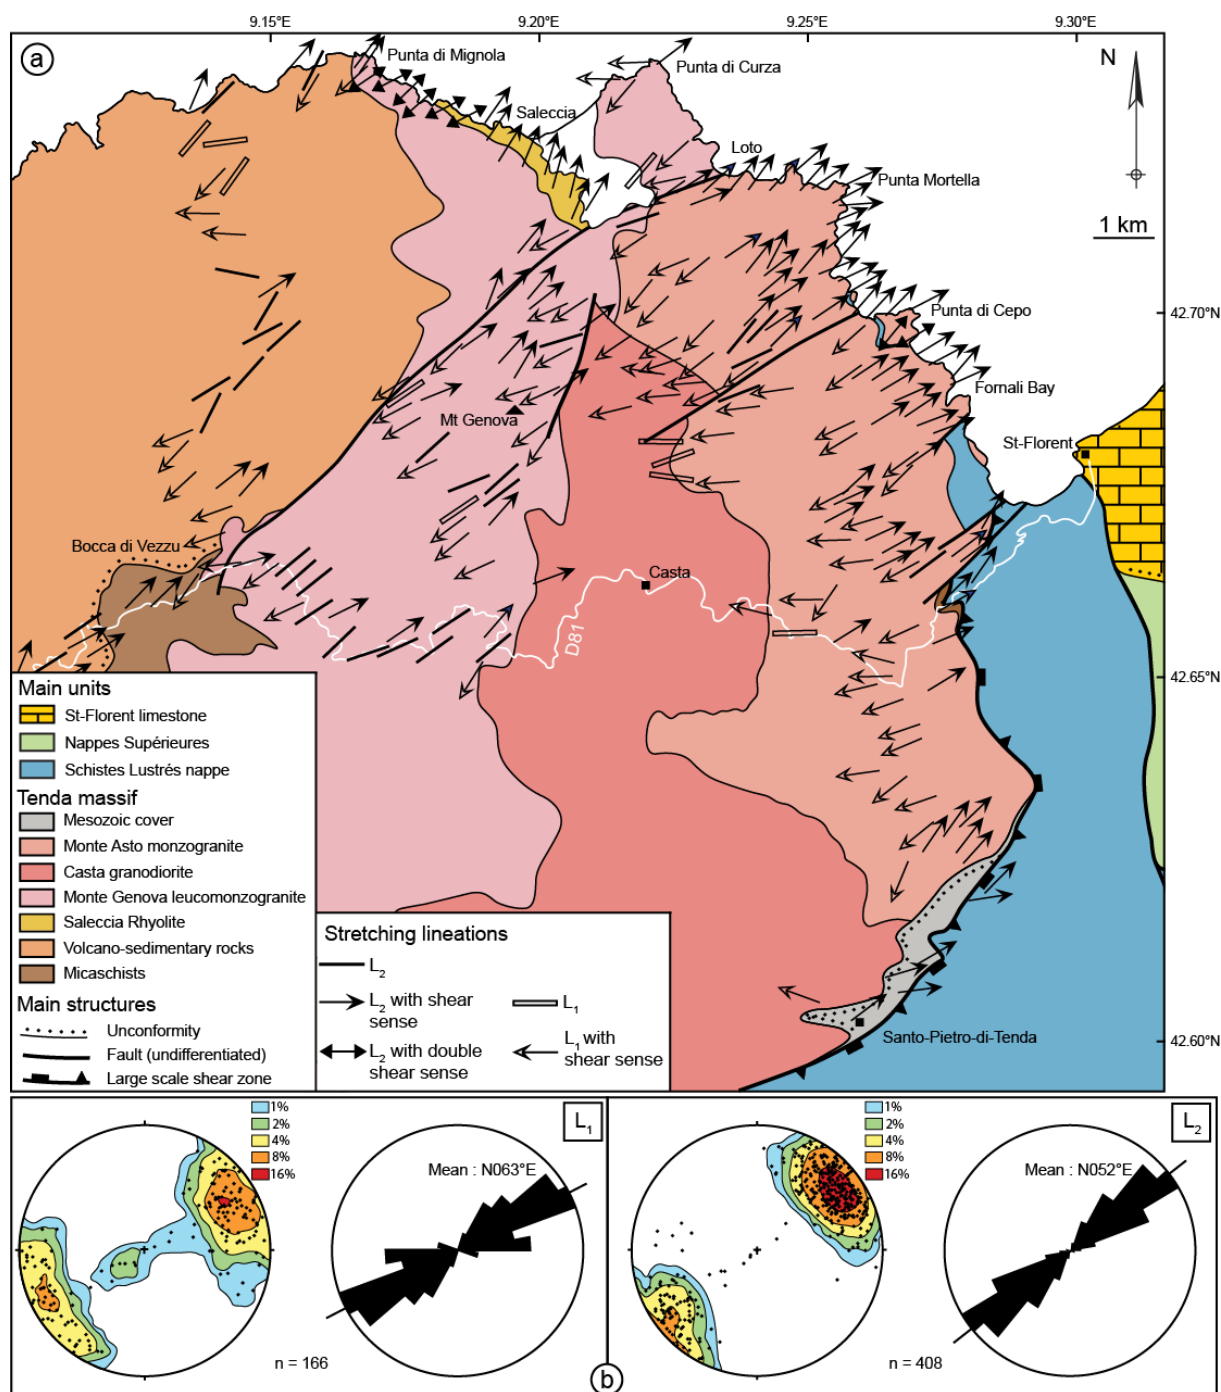 9.15°E
9.20°E
9.25°E
9.30°E
a
N
1 km
Punta di Mignola
Punta di Curza
Saleccia
Loto
Punta Mortella
42.70°N
Punta di Cepo
Fornali Bay
Mt Genova
St-Florent
Bocca di Vezzu
Casta
D81
42.65°N
42.60°N
Santo-Pietro-di-Tenda
Main units
St-Florent limestone
Nappes Supérieures
Schistes Lustrés nappe
Tenda massif
Mesozoic cover
Monte Asto monzogranite
Casta granodiorite
Monte Genova leucomonzogranite
Saleccia Rhyolite
Volcano-sedimentary rocks
Micaschists
Main structures
Unconformity
Fault (undifferentiated)
Large scale shear zone
Stretching lineations
L2
L2 with shear
sense
L2 with double
shear sense
L1
L1 with
shear sense
1%
2%
4%
8%
16%
L1
Mean : N063°E
n = 166
b
1%
2%
4%
8%
16%
L2
Mean : N052°E
n = 408